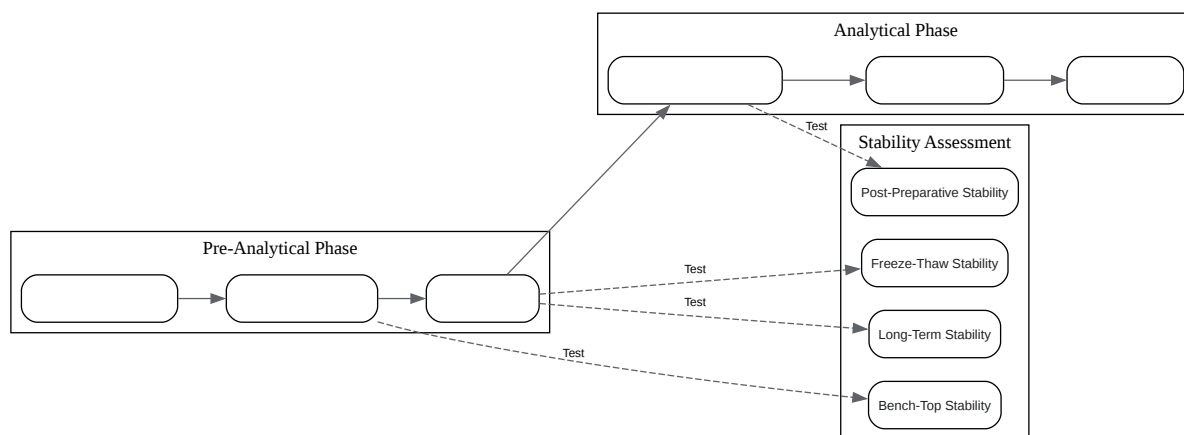 Analytical Phase
Test
Stability Assessment
Post-Preparative Stability
Pre-Analytical Phase
Test
Freeze-Thaw Stability
Test
Long-Term Stability
Test
Bench-Top Stability